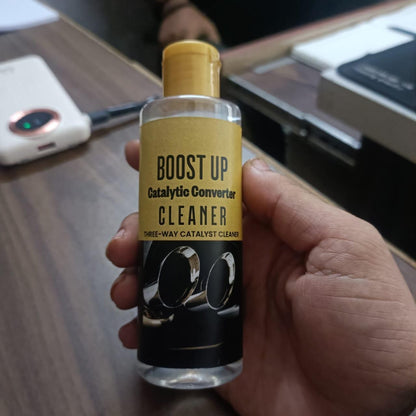 BOOST UP
Catalytic Converter
CLEANER
THREE-WAY CATALYST CLEANER